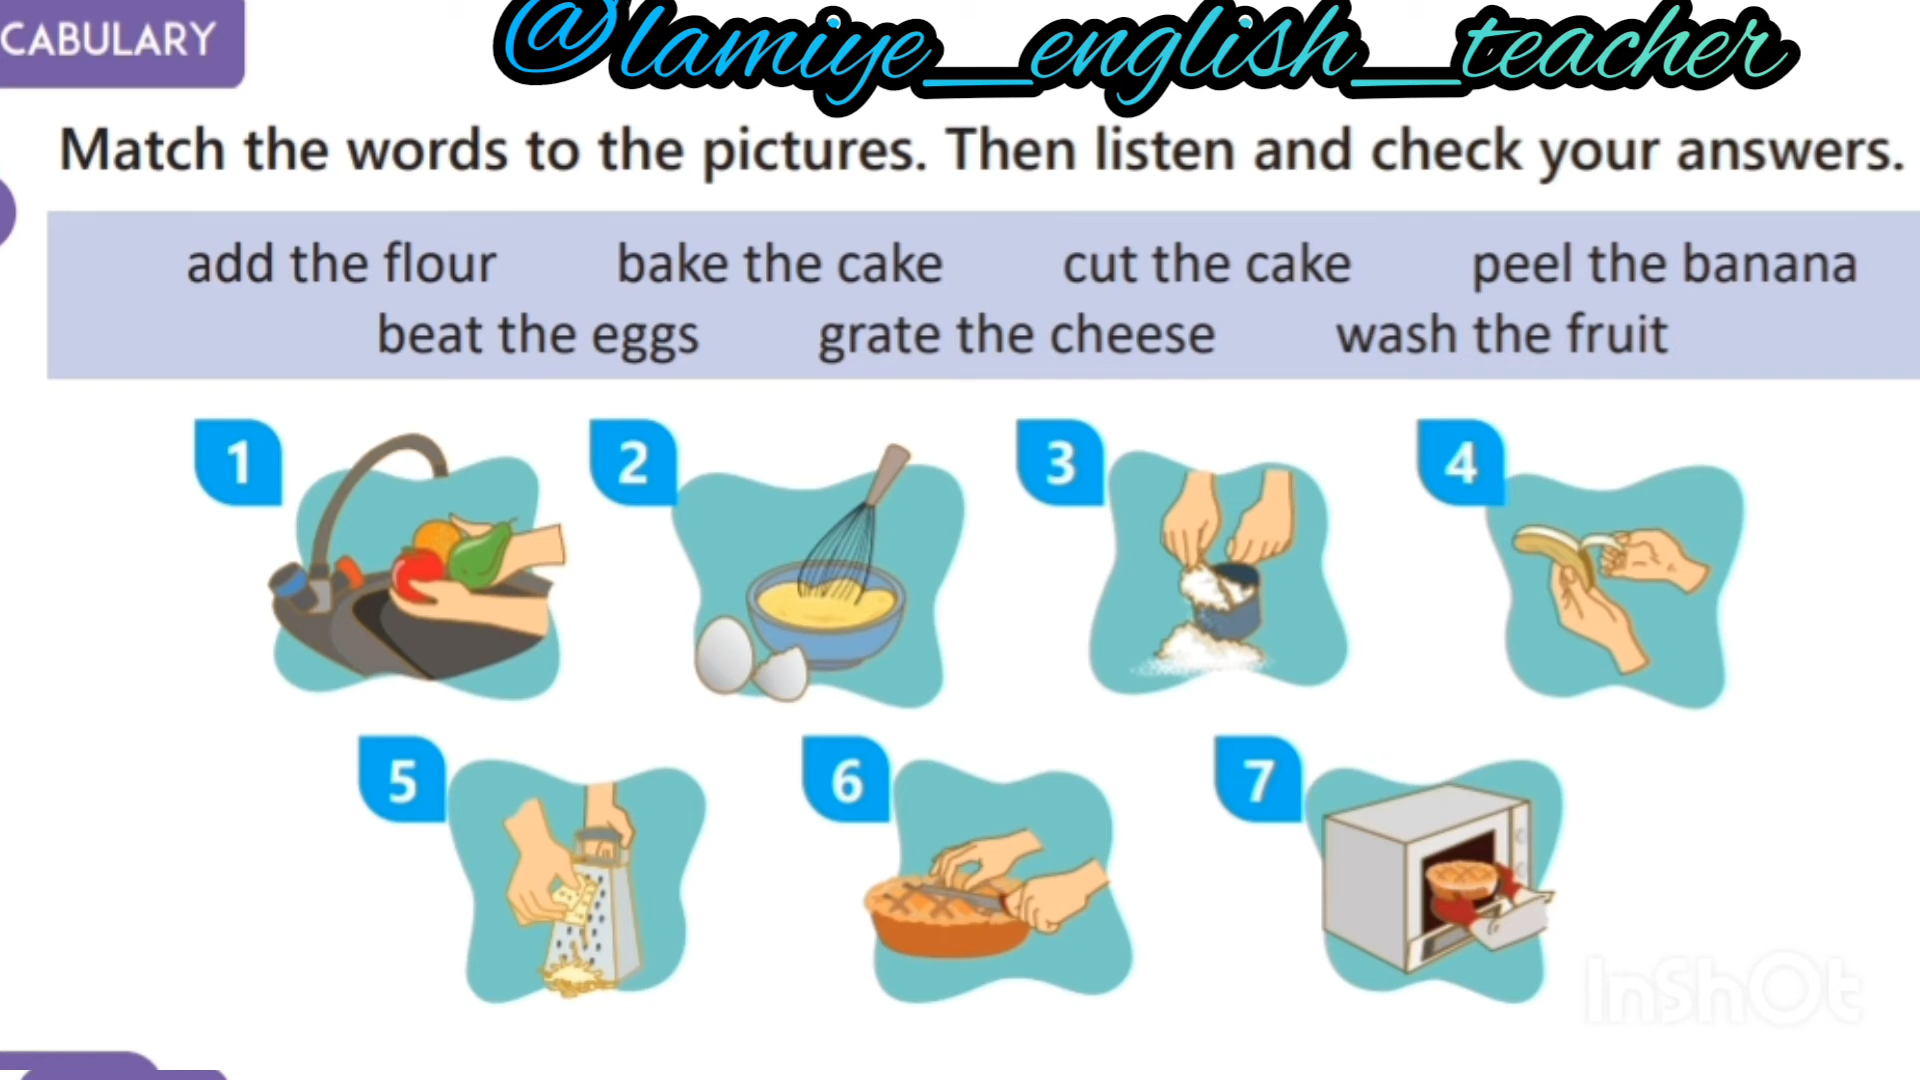 CABULARY
@lamiye_english_teacher
Match the words to the pictures. Then listen and check your answers.
add the flour bake the cake cut the cake peel the banana
beat the eggs grate the cheese wash the fruit
1 2 3 4
5 6 7
InShOt